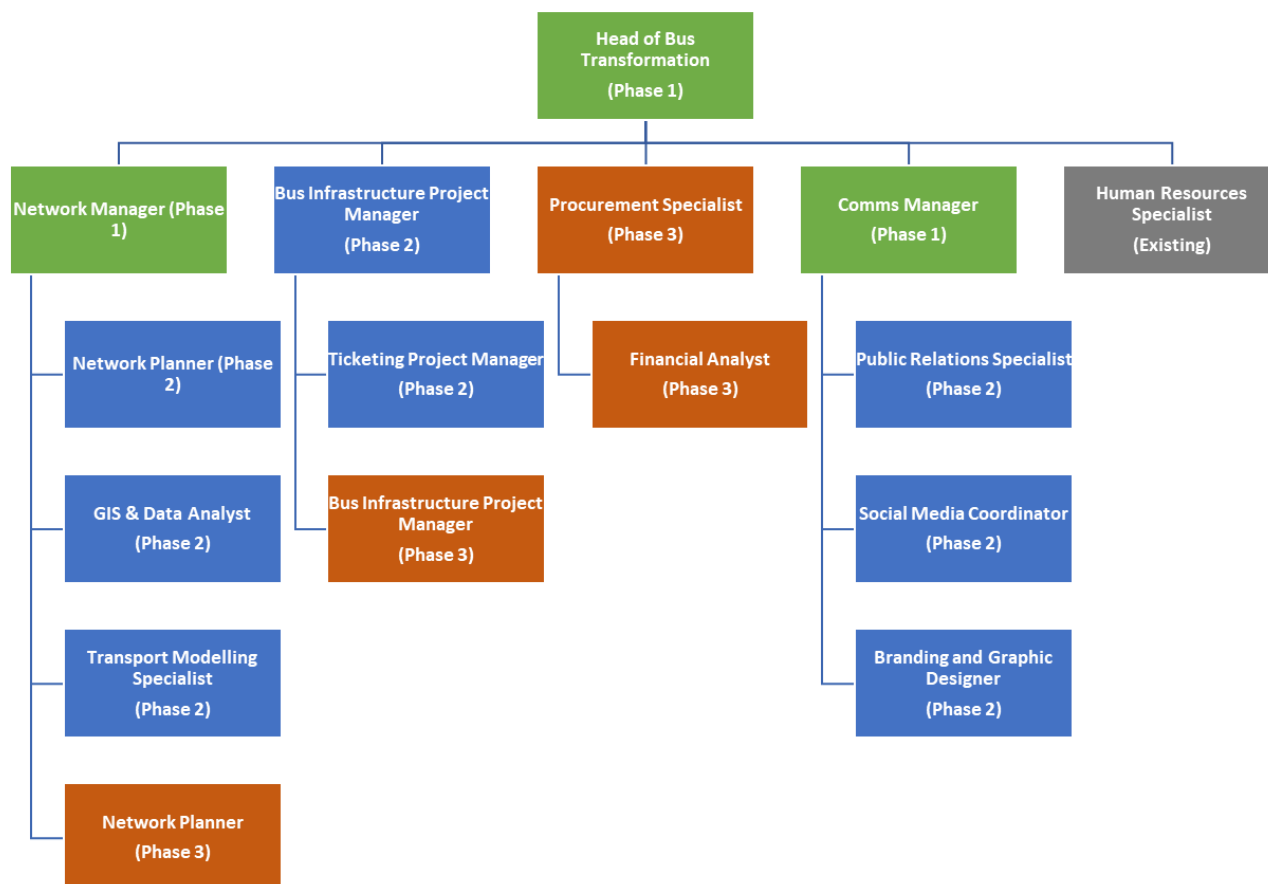 Head of Bus
Transformation
(Phase 1)
Network Manager (Phase
1)
Bus Infrastructure Project
Manager
(Phase 2)
Procurement Specialist
(Phase 3)
Comms Manager
(Phase 1)
Human Resources
Specialist
(Existing)
Network Planner (Phase
2)
Ticketing Project Manager
(Phase 2)
Financial Analyst
(Phase 3)
Public Relations Specialist
(Phase 2)
GIS & Data Analyst
(Phase 2)
Bus Infrastructure Project
Manager
(Phase 3)
Social Media Coordinator
(Phase 2)
Transport Modelling
Specialist
(Phase 2)
Branding and Graphic
Designer
(Phase 2)
Network Planner
(Phase 3)